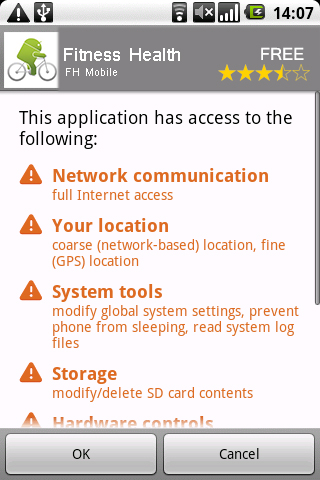 14:07
Fitness Health
FH Mobile
FREE
This application has access to the
following:
Network communication
full Internet access
Your location
coarse (network-based) location, fine
(GPS) location
System tools
modify global system settings, prevent
phone from sleeping, read system log
files
Storage
modify/delete SD card contents
Hardware controls
OK
Cancel